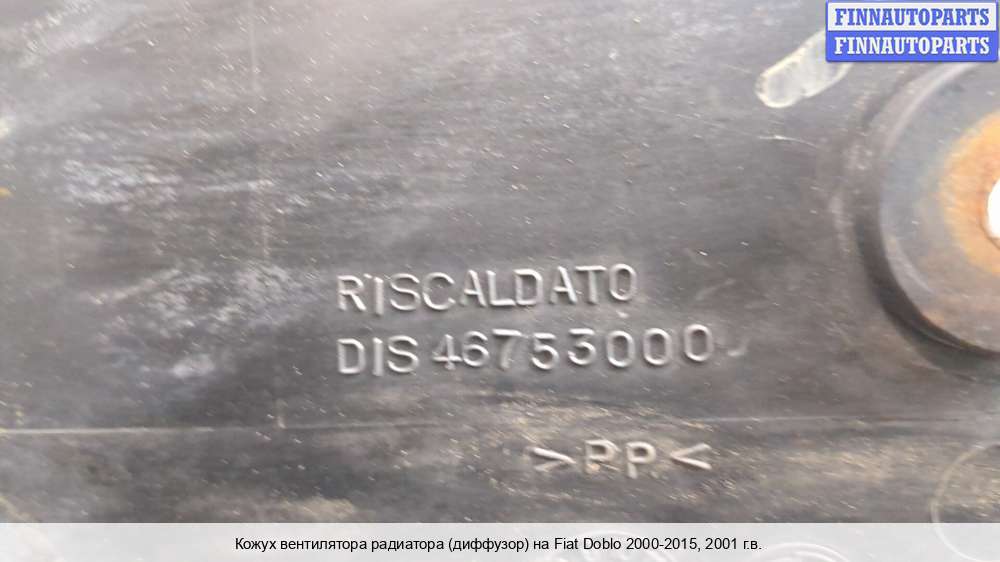 FINNAUTOPARTS
FINNAUTOPARTS
RISCALDATO
DIS 46753000
>PP<
Кожух вентилятора радиатора (диффузор) на Fiat Doblo 2000-2015, 2001 г.в.